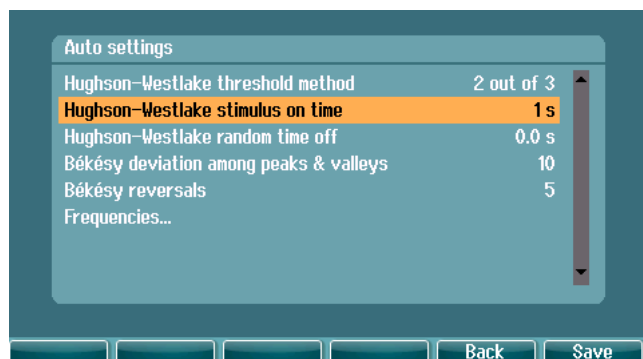 Auto settings
Hughson-Westlake threshold method 2 out of 3
Hughson-Westlake stimulus on time 1 s
Hughson-Westlake random time off 0.0 s
Békésy deviation among peaks & valleys 10
Békésy reversals 5
Frequencies...
Back Save